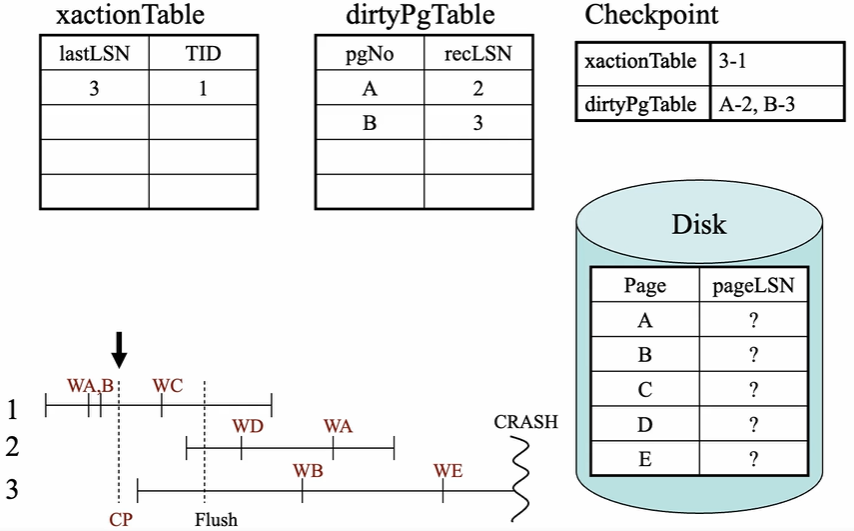 xactionTable
lastLSN TID
3 1
dirtyPgTable
pgNo recLSN
A 2
B 3
Checkpoint
xactionTable 3-1
dirtyPgTable A-2, B-3
Disk
Page pageLSN
A ?
B ?
C ?
D ?
E ?
WA,B WC
1
CRASH
WD WA
2
WB WE
3
CP Flush